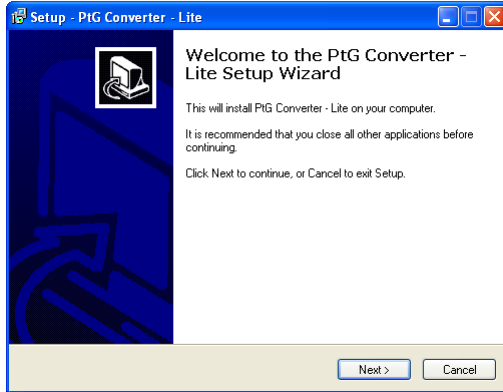 Setup - PtG Converter - Lite
Welcome to the PtG Converter -
Lite Setup Wizard
This will install PtG Converter - Lite on your computer.
It is recommended that you close all other applications before
continuing.
Click Next to continue, or Cancel to exit Setup.
Next >
Cancel